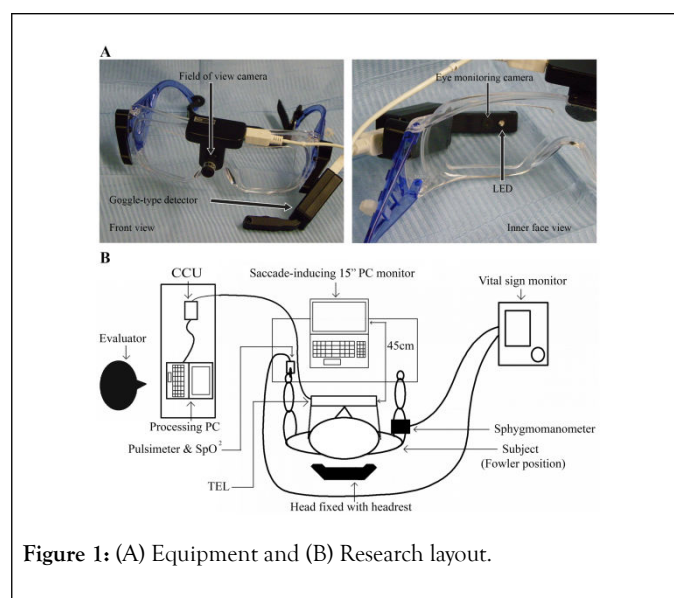 A
Field of view camera
Goggle-type detector
Front view
Eye monitoring camera
LED
Inner face view
B
CCU
Saccade-inducing 15” PC monitor
Vital sign monitor
Evaluator
45cm
Processing PC
Pulsimeter & SpO²
Sphygmomanometer
Subject
(Fowler position)
TEL
Head fixed with headrest
Figure 1: (A) Equipment and (B) Research layout.